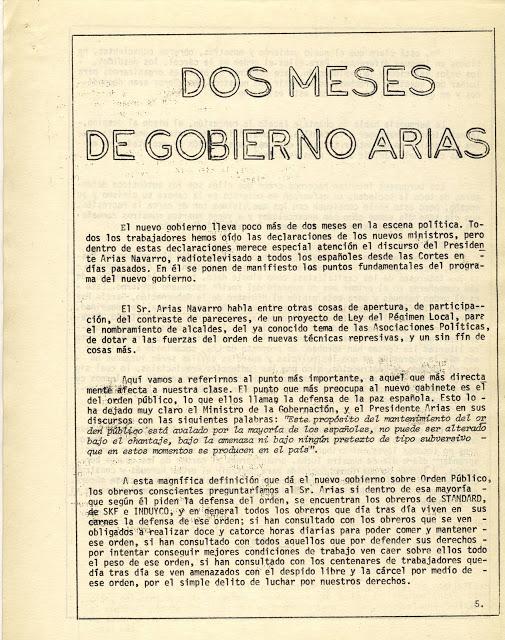 DOS MESES
DE GOBIERNO ARIAS
El nuevo gobierno lleva poco más de dos meses en la escena política. To-
dos los trabajadores hemos oído las declaraciones de los nuevos ministros, pero
dentro de estas declaraciones merece especial atención el discurso del Presiden
te Arias Navarro, radiotelevisado a todos los españoles desde las Cortes en -
días pasados. En él se ponen de manifiesto los puntos fundamentales del progra-
ma del nuevo gobierno.
El Sr. Arias Navarro habla entre otras cosas de apertura, de participa--
ción, del contraste de pareceres, de un proyecto de Ley del Régimen Local, para
el nombramiento de alcaldes, del ya conocido tema de las Asociaciones Políticas,
de dotar a las fuerzas del orden de nuevas técnicas represivas, y un sin fín de
cosas más.
Aquí vamos a referirnos al punto más importante, a aquel que más directa
mente afecta a nuestra clase. El punto que más preocupa al nuevo gabinete es el
del orden público, lo que ellos llaman la defensa de la paz española. Esto lo -
ha dejado muy claro el Ministro de la Gobernación, y el Presidente Arias en sus
discursos con las siguientes palabras: "Este propósito del mantenimiento del or
den público está avalado por la mayoría de los españoles, no puede ser alterado
bajo el chantaje, bajo la amenaza ni bajo ningún pretexto de tipo subversivo -
que en estos momentos se producen en el país".
A esta magnífica definición que dá el nuevo gobierno sobre Orden Público,
los obreros conscientes preguntaríamos al Sr. Arias si dentro de esa mayoría -
que según él piden la defensa del orden, se encuentran los obreros de STANDARD,
de SKF e INDUYCO, y en general todos los obreros que día tras día viven en sus
carnes la defensa de ese orden; si han consultado con los obreros que se ven -
obligados a realizar doce y catorce horas diarias para poder comer y mantener -
ese orden, si han consultado con todos aquellos que por defender sus derechos -
por intentar conseguir mejores condiciones de trabajo ven caer sobre ellos todo
el peso de ese orden, si han consultado con los centenares de trabajadores que-
día tras día se ven amenazados con el despido libre y la cárcel por medio de -
ese orden, por el simple delito de luchar por nuestros derechos.
5.